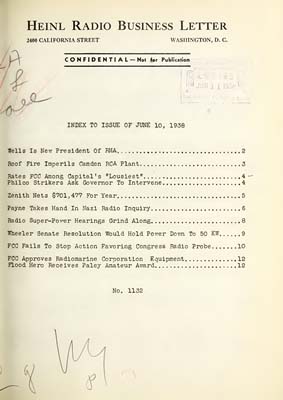 HEINL RADIO BUSINESS LETTER
2400 CALIFORNIA STREET WASHINGTON, D. C.
CONFIDENTIAL—Not for Publication
INDEX TO ISSUE OF JUNE 10, 1938
Wells Is New President Of RMA....................2
Roof Fire Imperils Camden RCA Plant....................3
Rates FCC Among Capital's "Lousiest"....................4
Philco Strikers Ask Governor To Intervene....................4
Zenith Nets $701,477 For Year....................5
Payne Takes Hand In Nazi Radio Inquiry....................6
Radio Super-Power Hearings Grind Along....................8
Wheeler Senate Resolution Would Hold Power Down To 50 KW.....9
FCC Fails To Stop Action Favoring Congress Radio Probe.......10
FCC Approves Radiomarine Corporation Equipment..............12
Flood Hero Receives Paley Amateur Award....................12
No. 1132